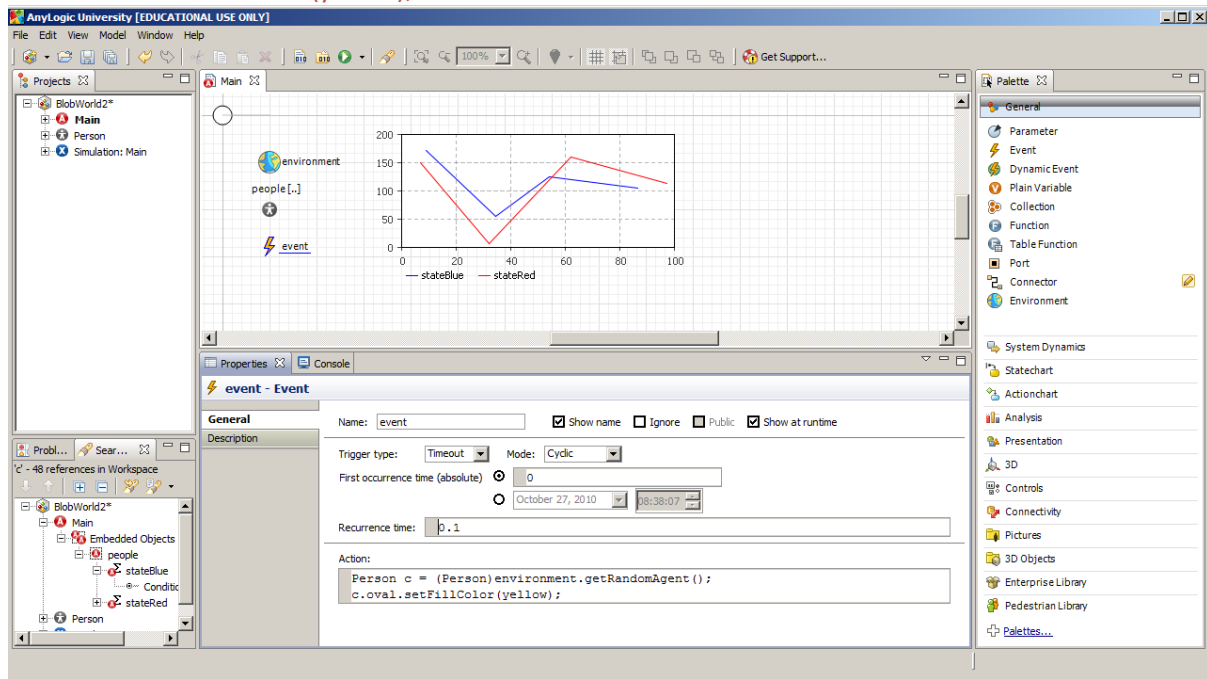 AnyLogic University [EDUCATIONAL USE ONLY]
File Edit View Model Window Help
100% Get Support...
Projects
BlobWorld2*
Main
Person
Simulation: Main
Main
environment
people [..]
event
200
150
100
50
0
0 20 40 60 80 100
stateBlue stateRed
Palette
General
Parameter
Event
Dynamic Event
Plain Variable
Collection
Function
Table Function
Port
Connector
Environment
System Dynamics
Statechart
Actionchart
Analysis
Presentation
3D
Controls
Connectivity
Pictures
3D Objects
Enterprise Library
Pedestrian Library
Palettes...
Probl... Sear...
'c' - 48 references in Workspace
BlobWorld2*
Main
Embedded Objects
people
stateBlue
Conditic
stateRed
Person
Properties Console
event - Event
General
Description
Name: event Show name Ignore Public Show at runtime
Trigger type: Timeout Mode: Cyclic
First occurrence time (absolute) 0
October 27, 2010 08:38:07
Recurrence time: 0.1
Action:
Person c = (Person)environment.getRandomAgent();
c.oval.setFillColor(yellow);